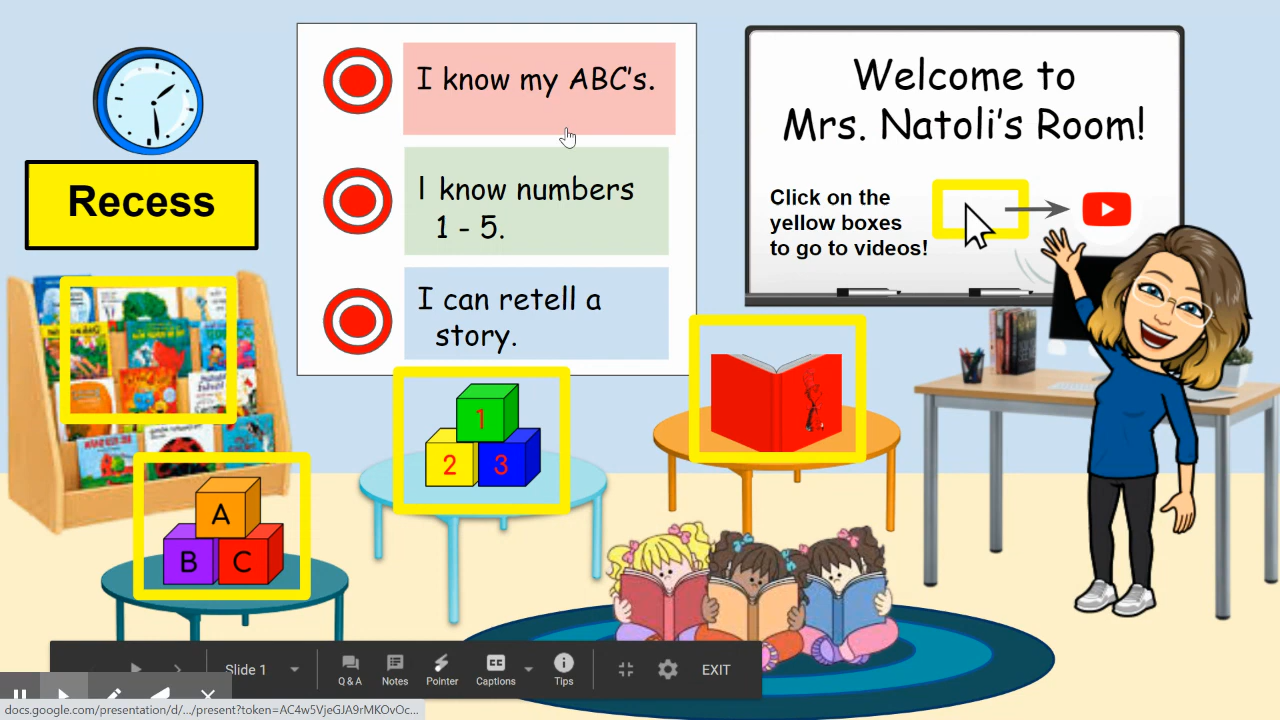 I know my ABC's.
I know numbers
1 - 5.
I can retell a
story.
Welcome to
Mrs. Natoli's Room!
Click on the
yellow boxes
to go to videos!
Recess
1
2 3
A
B C
Slide 1
Q & A
Notes
Pointer
CC
Captions
Tips
EXIT
docs.google.com/presentation/d/.../present?token=AC4w5VjeGJA9rMKOvOc...